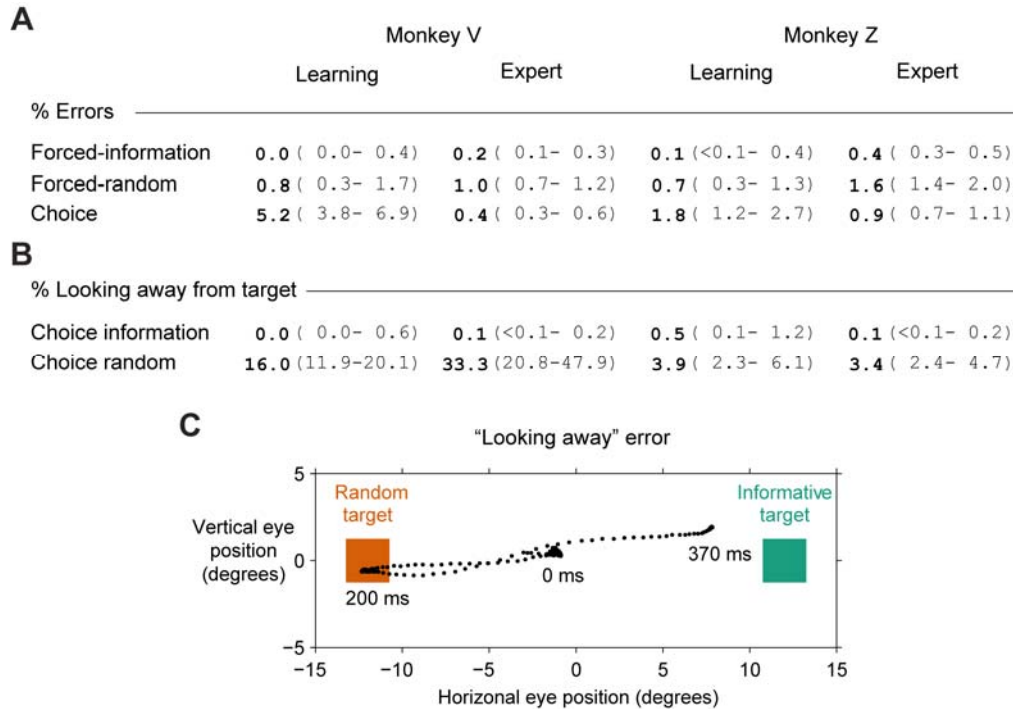 A
Monkey V Monkey Z
Learning Expert Learning Expert
% Errors
Forced-information 0.0 ( 0.0- 0.4) 0.2 ( 0.1- 0.3) 0.1 (<0.1- 0.4) 0.4 ( 0.3- 0.5)
Forced-random 0.8 ( 0.3- 1.7) 1.0 ( 0.7- 1.2) 0.7 ( 0.3- 1.3) 1.6 ( 1.4- 2.0)
Choice 5.2 ( 3.8- 6.9) 0.4 ( 0.3- 0.6) 1.8 ( 1.2- 2.7) 0.9 ( 0.7- 1.1)
B
% Looking away from target
Choice information 0.0 ( 0.0- 0.6) 0.1 (<0.1- 0.2) 0.5 ( 0.1- 1.2) 0.1 (<0.1- 0.2)
Choice random 16.0 (11.9-20.1) 33.3 (20.8-47.9) 3.9 ( 2.3- 6.1) 3.4 ( 2.4- 4.7)
C
"Looking away" error
5
Random Informative
target target
Vertical eye
position
(degrees)
0
370 ms
0 ms
200 ms
−5
−15 −10 −5 0 5 10 15
Horizonal eye position (degrees)